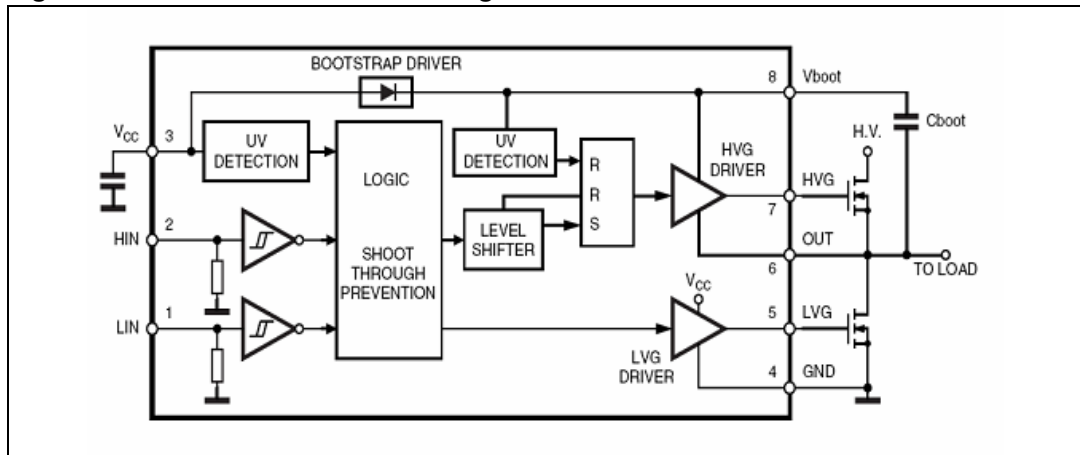 BOOTSTRAP DRIVER
8
Vboot
VCC
3
UV
DETECTION
LOGIC
SHOOT
THROUGH
PREVENTION
UV
DETECTION
R
R
S
LEVEL
SHIFTER
HVG
DRIVER
H.V.
Cboot
HVG
7
HIN
2
OUT
6
TO LOAD
LIN
1
VCC
LVG
DRIVER
5
LVG
4
GND